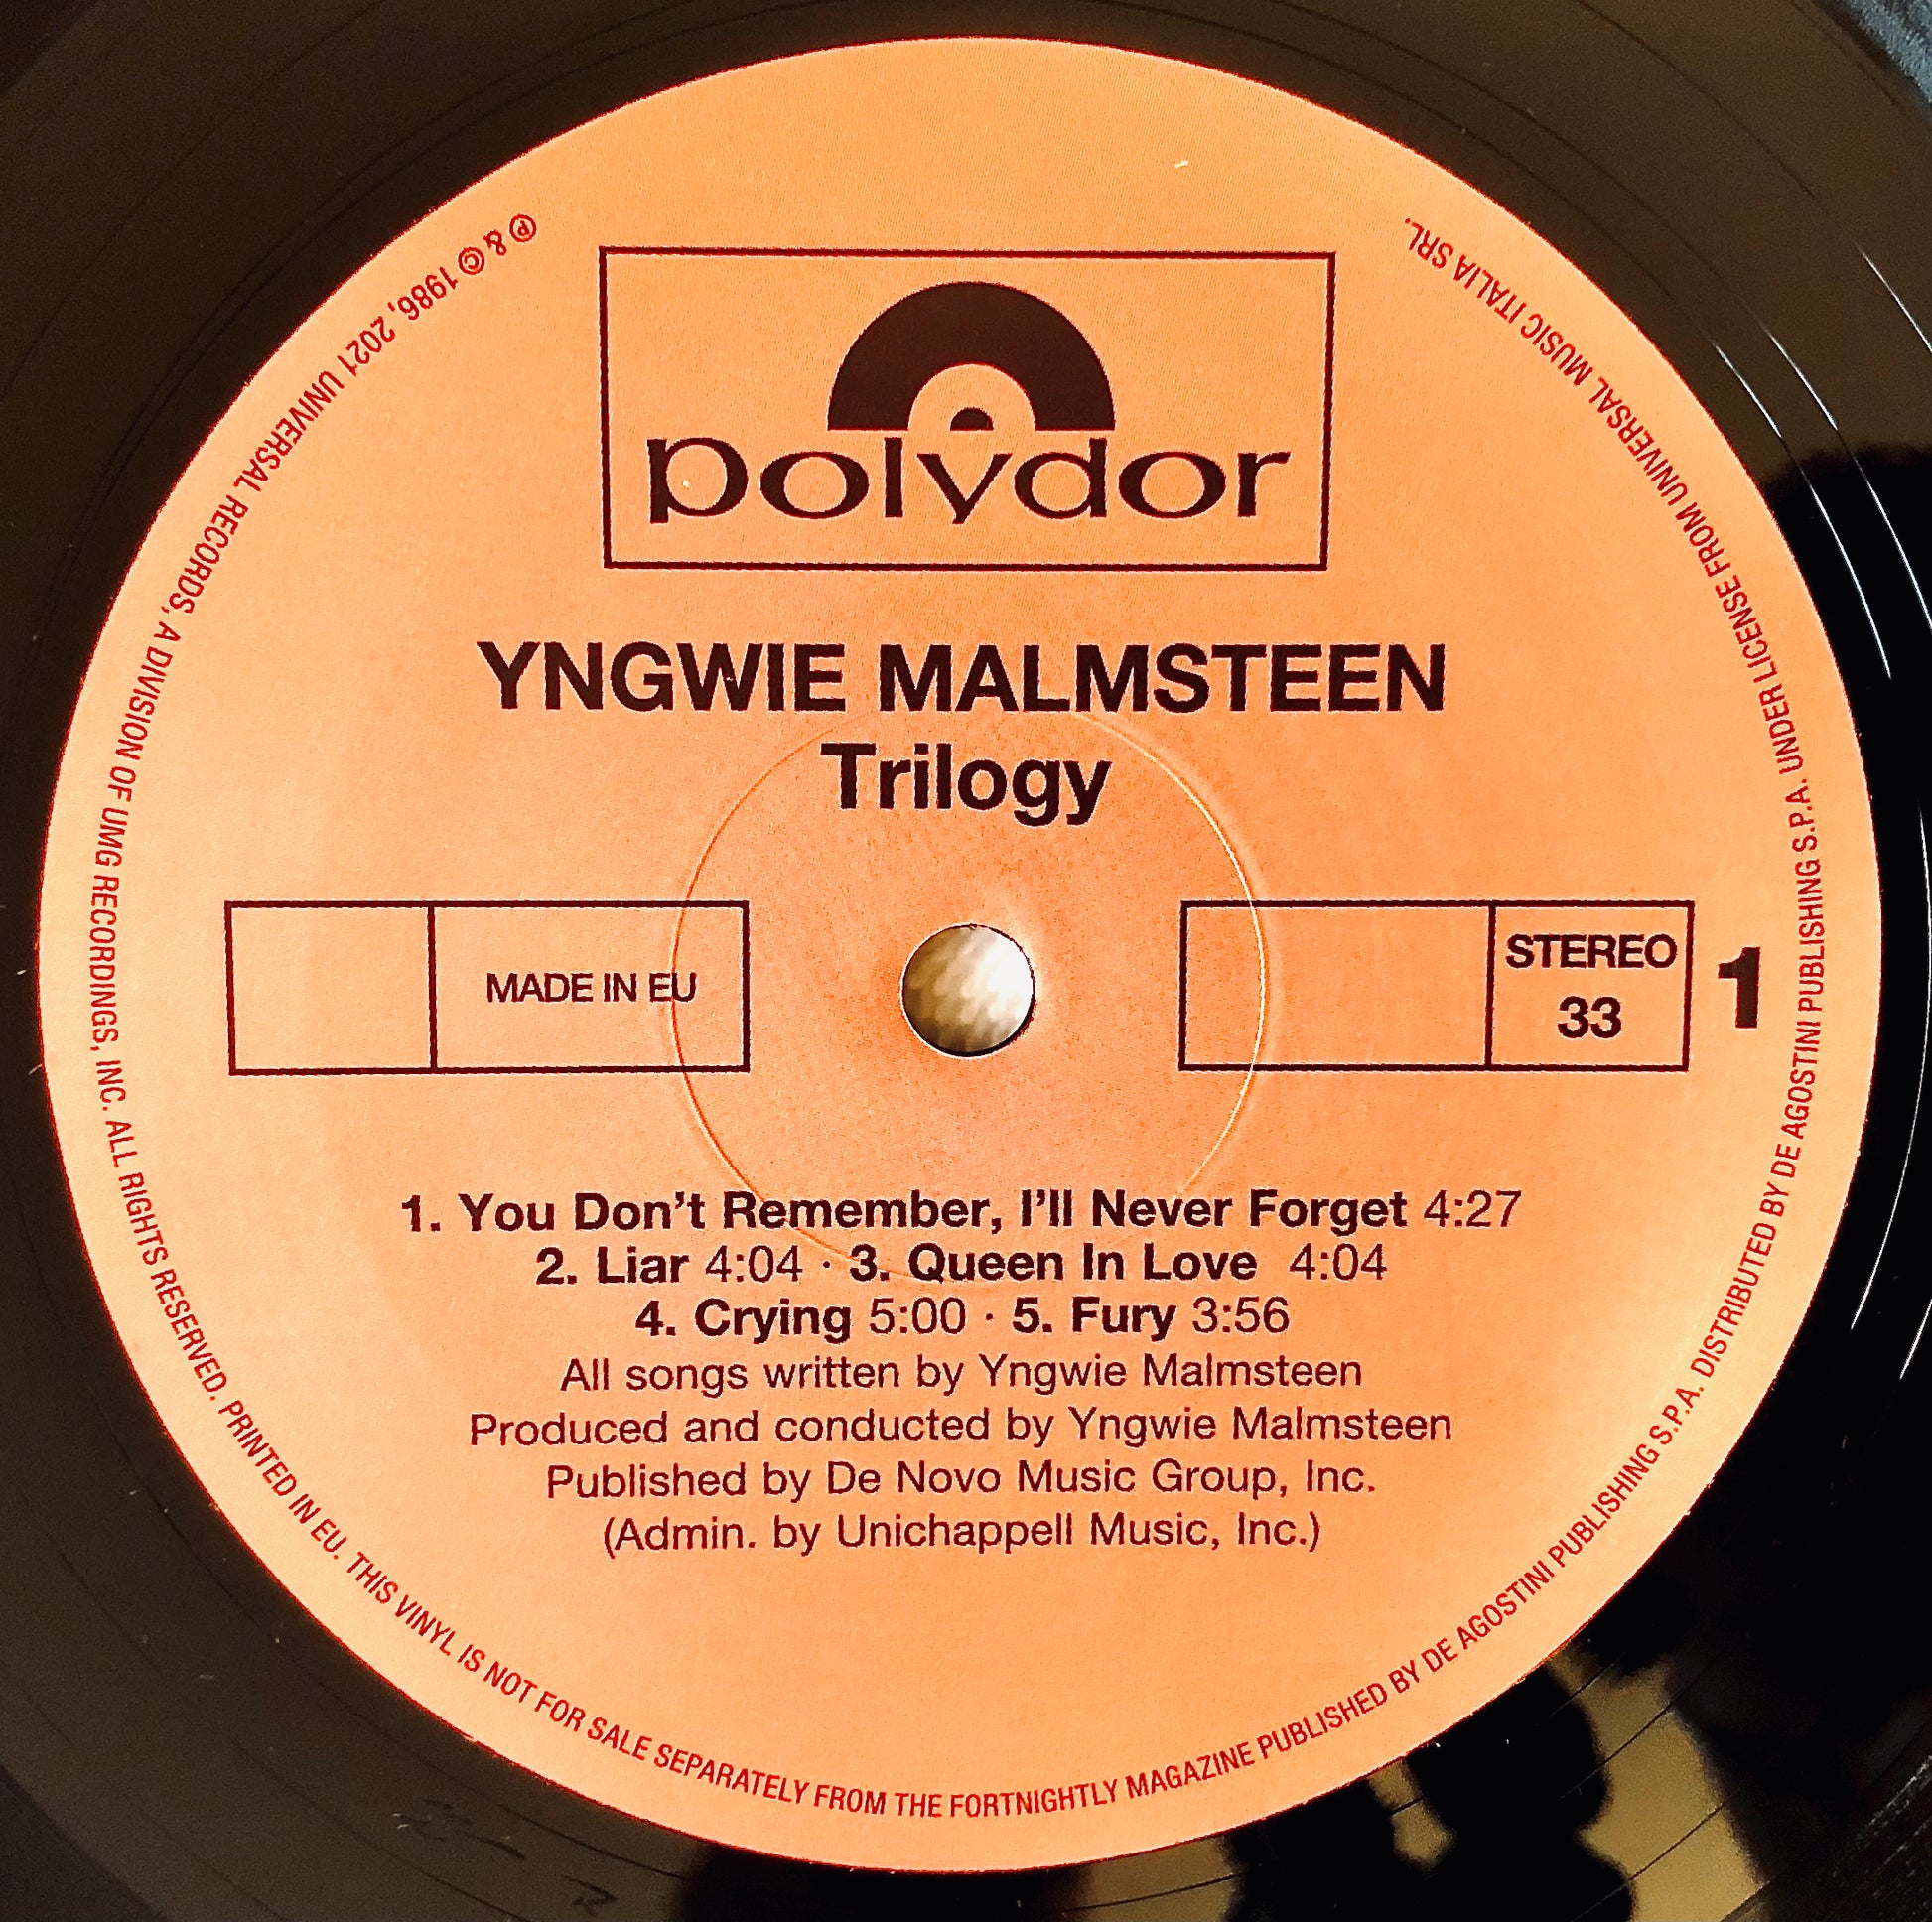 polydor
YNGWIE MALMSTEEN
Trilogy
MADE IN EU
STEREO
33
1
1. You Don't Remember, I'll Never Forget 4:27
2. Liar 4:04 · 3. Queen In Love 4:04
4. Crying 5:00 · 5. Fury 3:56
All songs written by Yngwie Malmsteen
Produced and conducted by Yngwie Malmsteen
Published by De Novo Music Group, Inc.
(Admin. by Unichappell Music, Inc.)
℗ & © 1986, 2021 UNIVERSAL RECORDS, A DIVISION OF UMG RECORDINGS, INC. ALL RIGHTS RESERVED. PRINTED IN EU. THIS VINYL IS NOT FOR SALE SEPARATELY FROM THE FORTNIGHTLY MAGAZINE PUBLISHED BY DE AGOSTINI PUBLISHING S.P.A. DISTRIBUTED BY DE AGOSTINI PUBLISHING S.P.A. UNDER LICENSE FROM UNIVERSAL MUSIC ITALIA SRL.